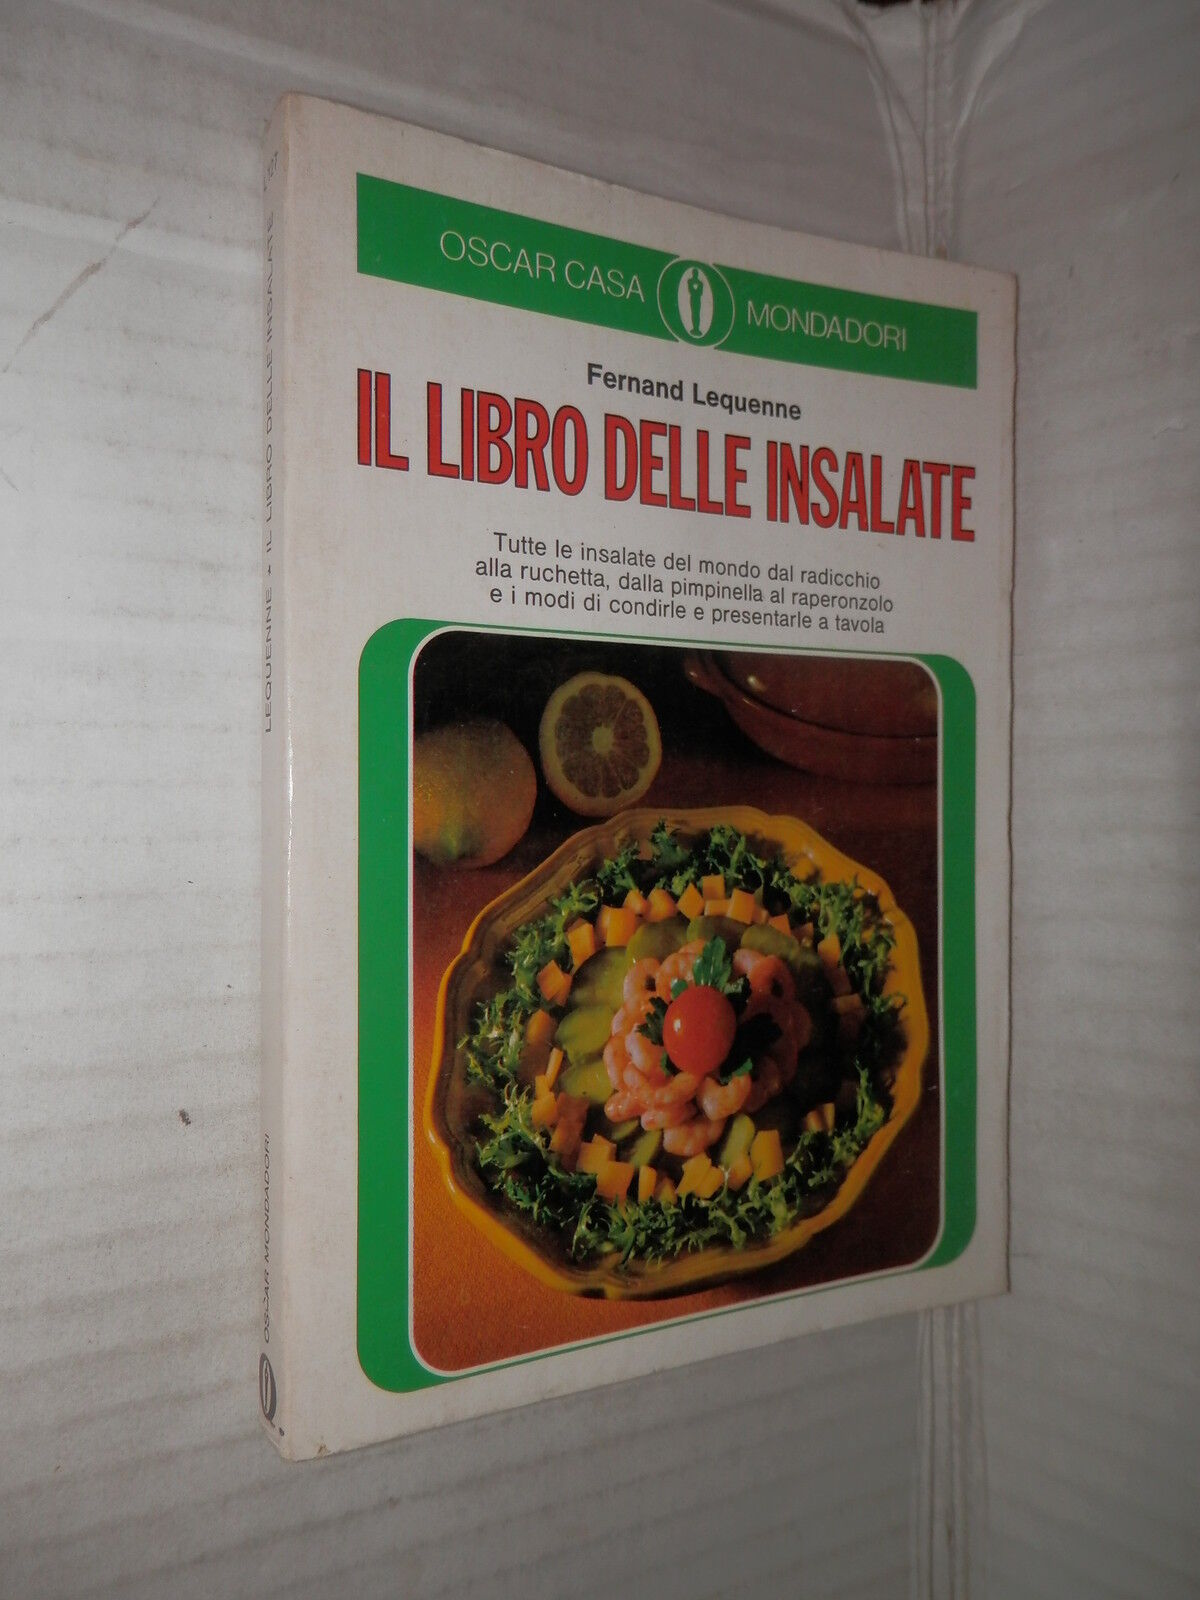 OSCAR CASA MONDADORI
Fernand Lequenne
IL LIBRO DELLE INSALATE
Tutte le insalate del mondo dal radicchio
alla ruchetta, dalla pimpinella al raperonzolo
e i modi di condirle e presentarle a tavola
LEQUENNE * IL LIBRO DELLE INSALATE
OSCAR MONDADORI